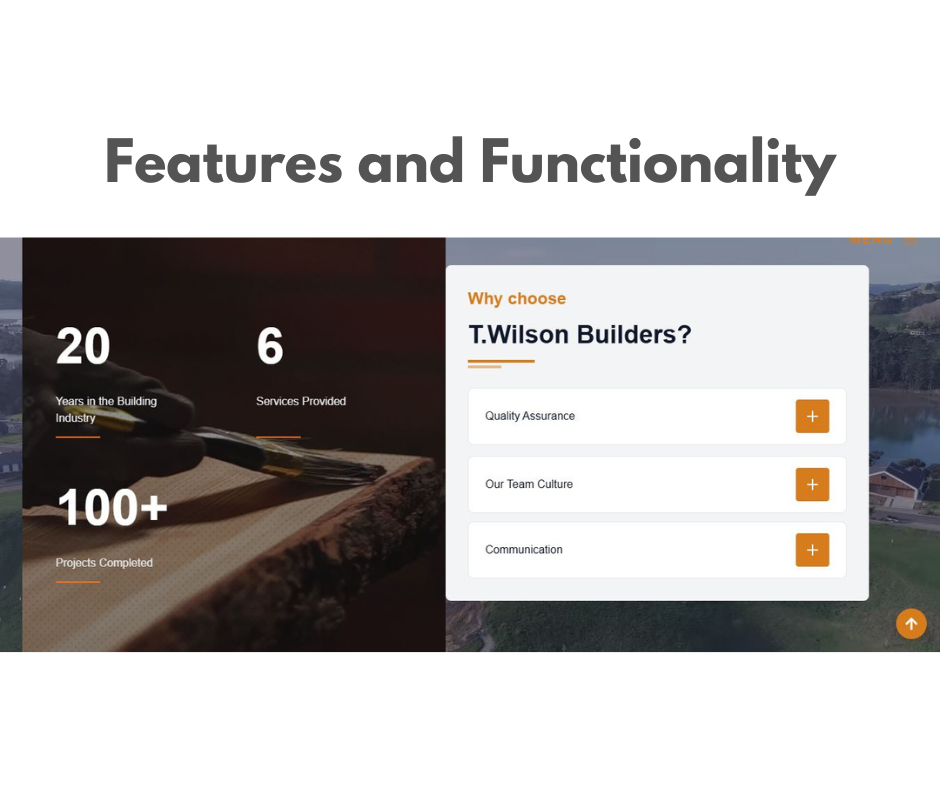 Features and Functionality
20
Years in the Building
Industry
6
Services Provided
100+
Projects Completed
Why choose
T.Wilson Builders?
Quality Assurance
Our Team Culture
Communication